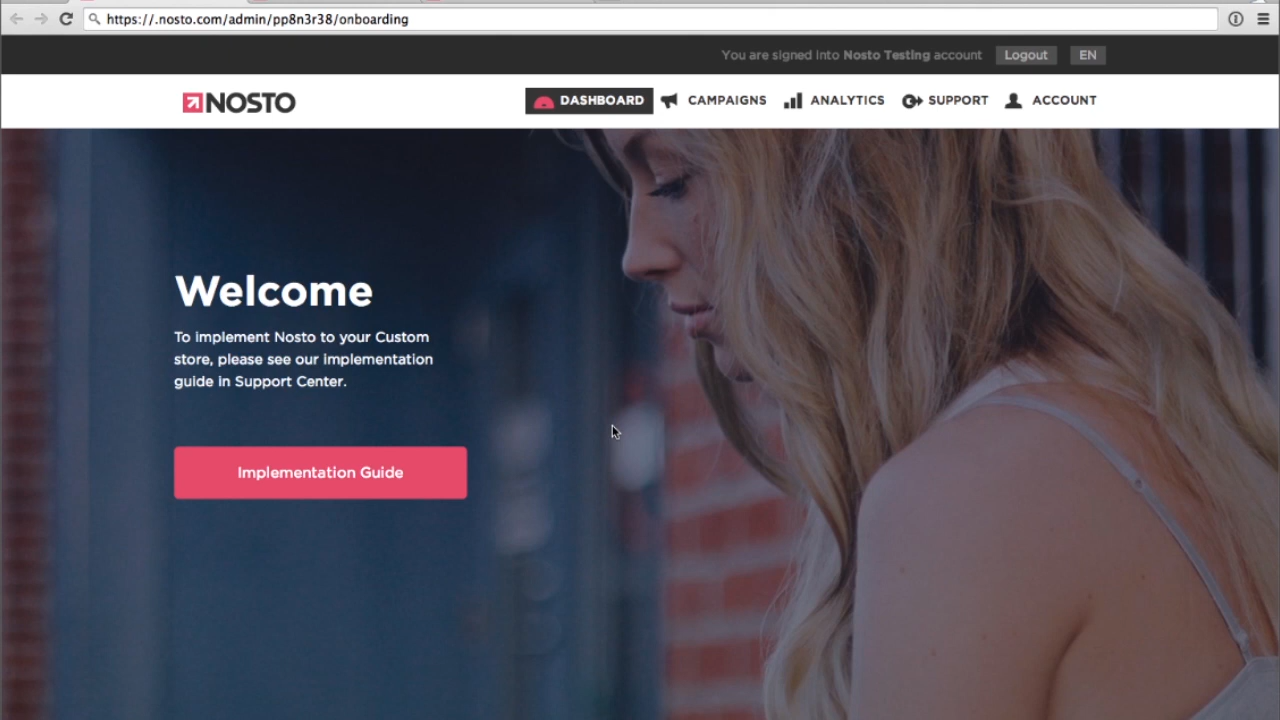 https://.nosto.com/admin/pp8n3r38/onboarding
You are signed into Nosto Testing account Logout EN
NOSTO DASHBOARD CAMPAIGNS ANALYTICS SUPPORT ACCOUNT
Welcome
To implement Nosto to your Custom
store, please see our implementation
guide in Support Center.
Implementation Guide